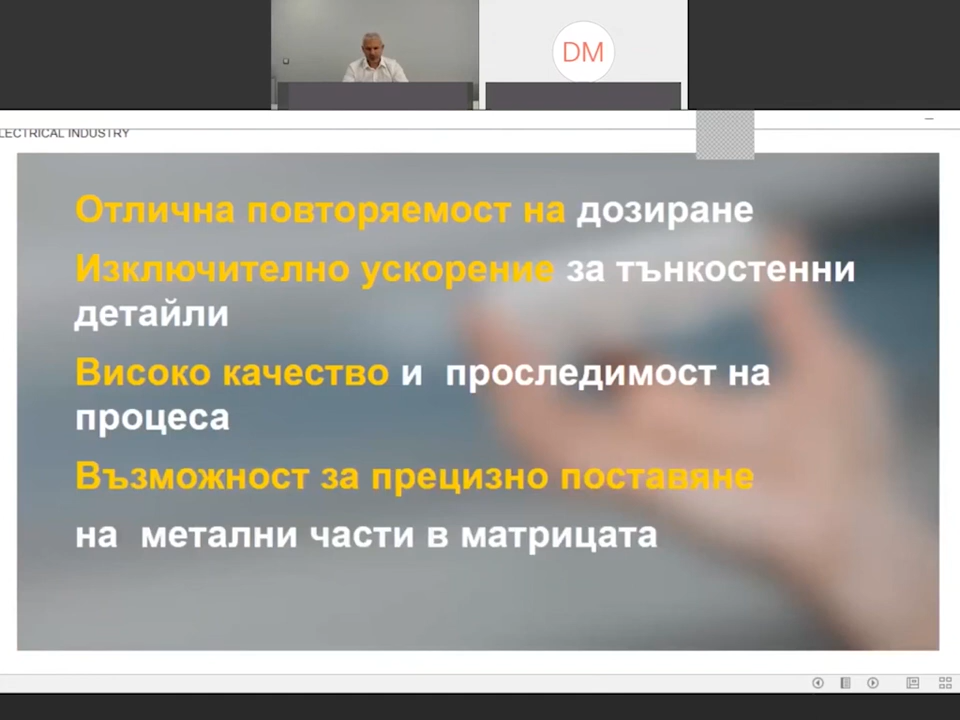 DM
LECTRICAL INDUSTRY
Отлична повторяемост на дозиране
Изключително ускорение за тънкостенни
детайли
Високо качество и проследимост на
процеса
Възможност за прецизно поставяне
на метални части в матрицата